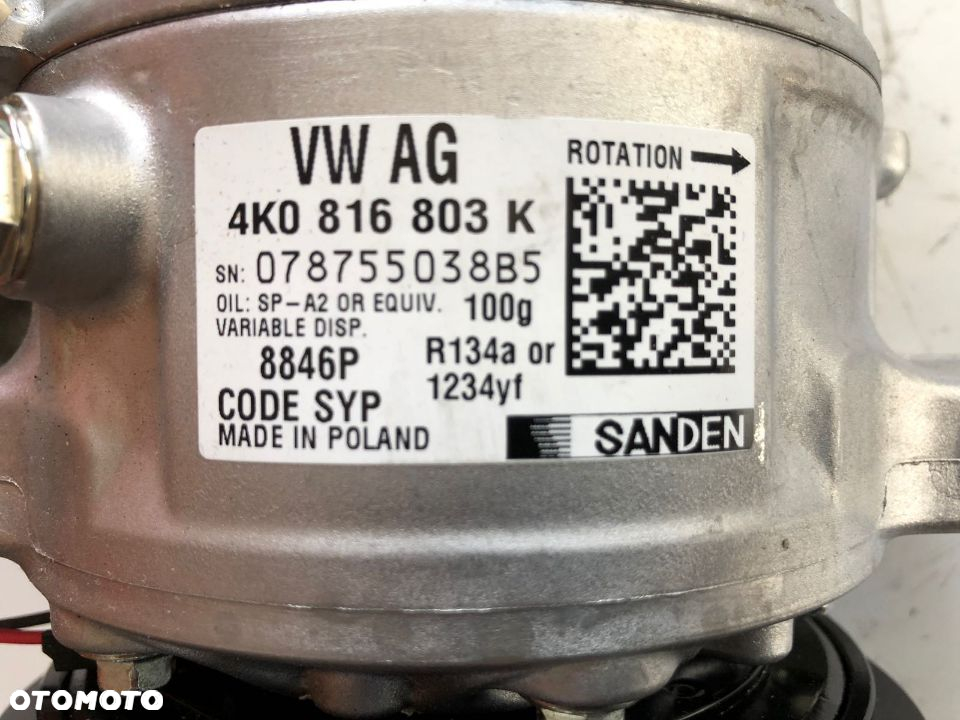 VW AG
ROTATION
4K0 816 803 K
SN: 078755038B5
OIL: SP-A2 OR EQUIV. 100g
VARIABLE DISP.
8846P
R134a or
1234yf
CODE SYP
MADE IN POLAND
SANDEN
OTOMOTO